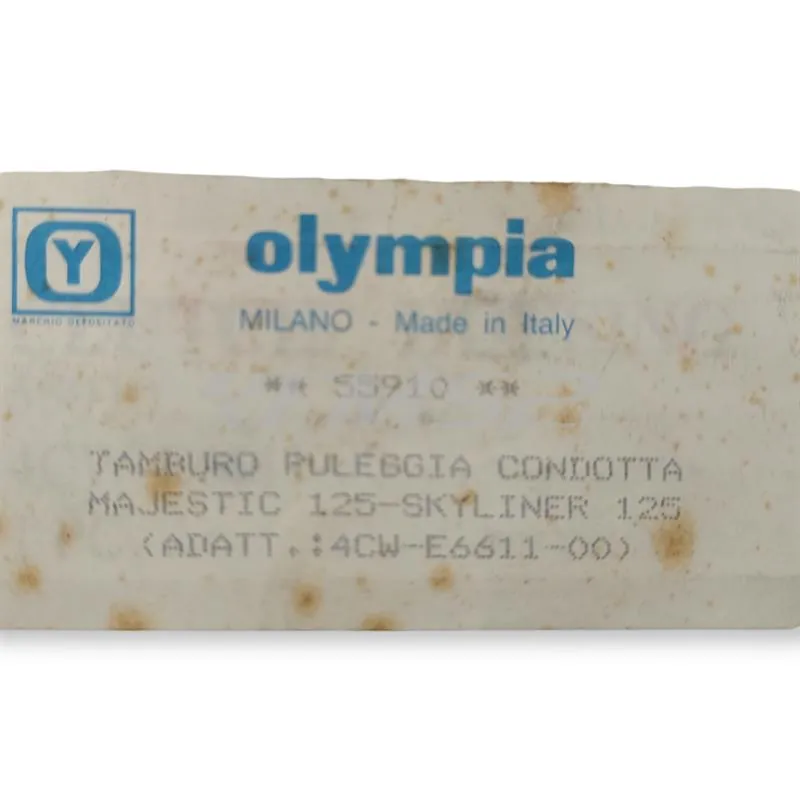 OY
MARCHIO DEPOSITATO
olympia
MILANO - Made in Italy
** 55910 **
TAMBURO PULEGGIA CONDOTTA
MAJESTIC 125-SKYLINER 125
(ADATT.:4CW-E6611-00)